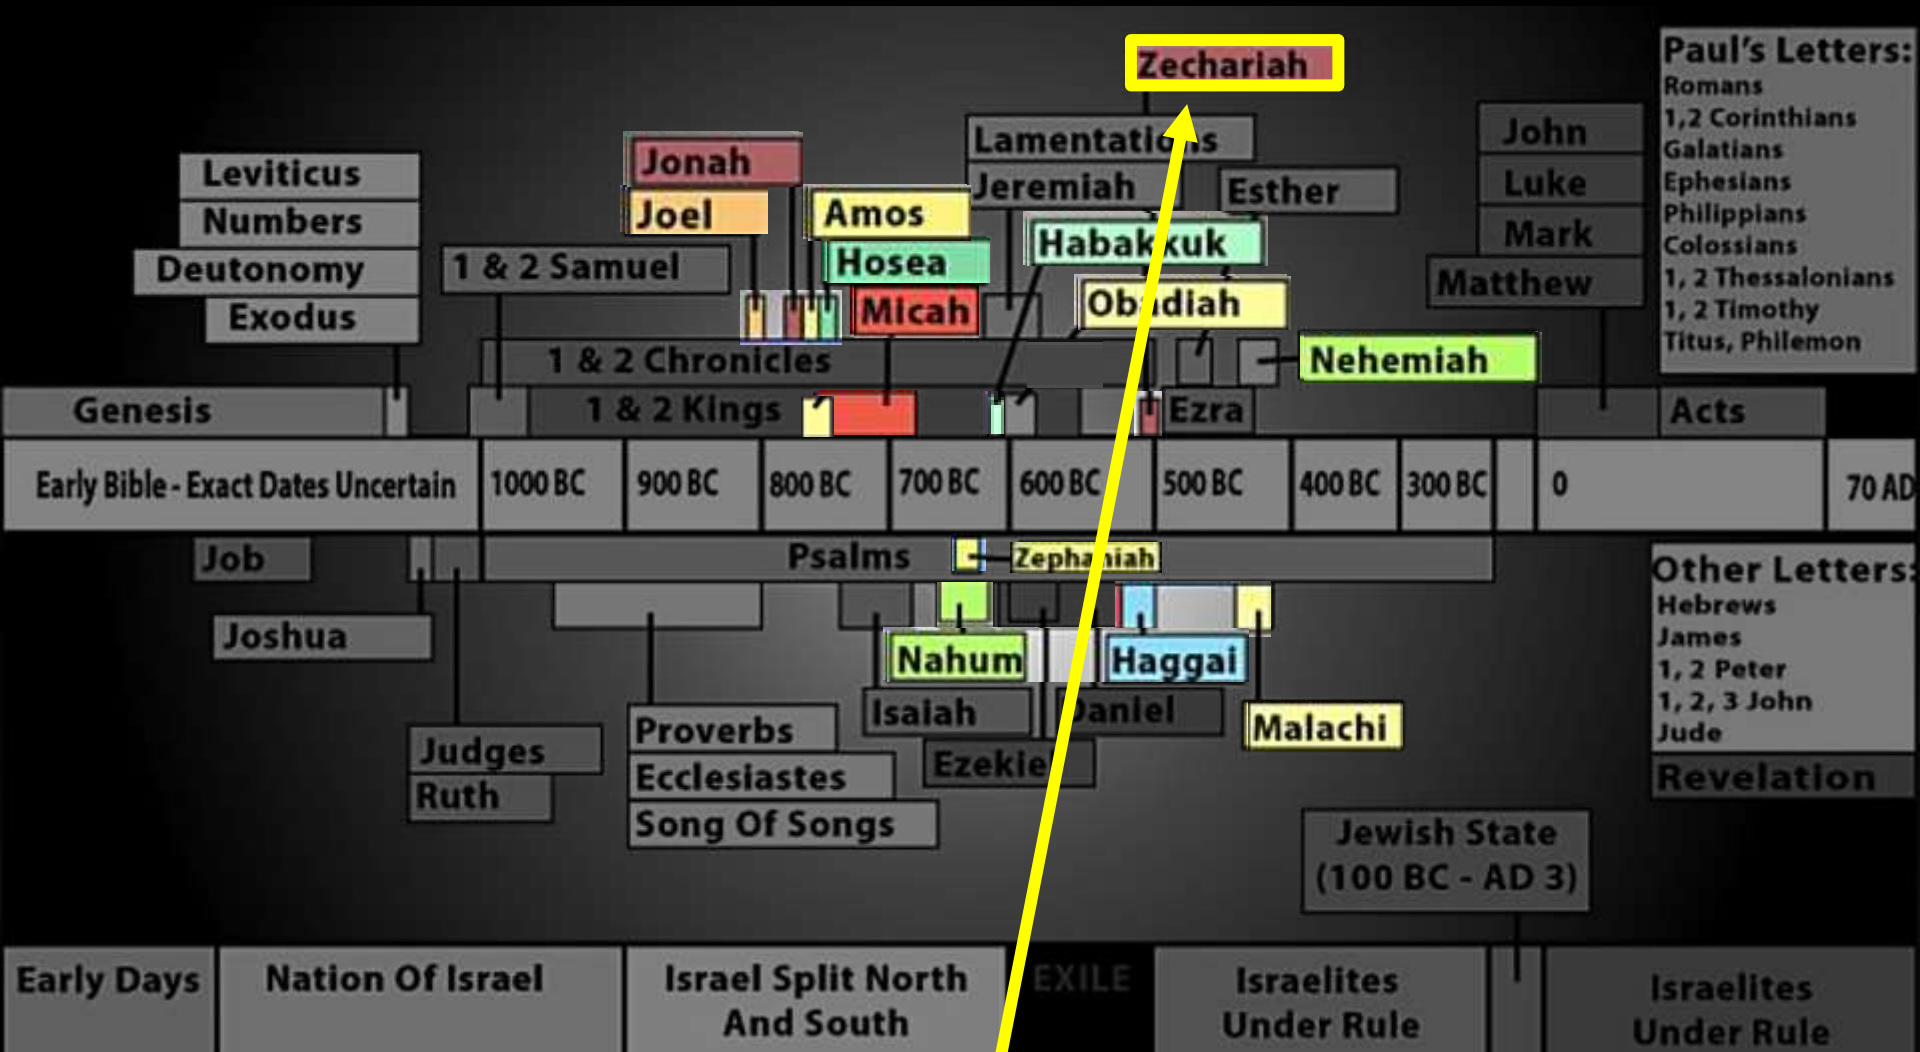 Zechariah
Paul's Letters:
Romans
1,2 Corinthians
Galatians
Ephesians
Philippians
Colossians
1, 2 Thessalonians
1, 2 Timothy
Titus, Philemon
John
Luke
Mark
Matthew
Lamentations
Jeremiah
Esther
Jonah
Joel
Amos
Hosea
Micah
Habakkuk
Obadiah
Nehemiah
Leviticus
Numbers
Deutonomy
Exodus
1 & 2 Samuel
1 & 2 Chronicles
Genesis
1 & 2 Kings
Ezra
Acts
Early Bible - Exact Dates Uncertain
1000 BC
900 BC
800 BC
700 BC
600 BC
500 BC
400 BC
300 BC
0
70 AD
Job
Psalms
Zephaniah
Joshua
Nahum
Haggai
Isaiah
Daniel
Malachi
Ezekiel
Judges
Ruth
Proverbs
Ecclesiastes
Song Of Songs
Other Letters:
Hebrews
James
1, 2 Peter
1, 2, 3 John
Jude
Revelation
Jewish State
(100 BC - AD 3)
Early Days
Nation Of Israel
Israel Split North
And South
EXILE
Israelites
Under Rule
Israelites
Under Rule